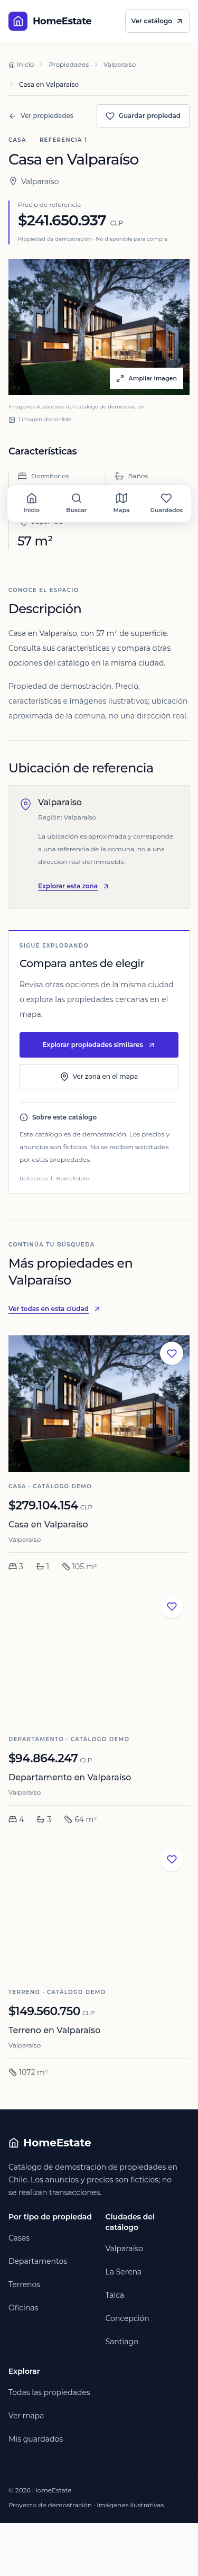 HomeEstate
Ver catálogo
Inicio > Propiedades > Valparaíso
> Casa en Valparaíso
Ver propiedades
Guardar propiedad
CASA | REFERENCIA 1
Casa en Valparaíso
Valparaíso
Precio de referencia
$241.650.937 CLP
Propiedad de demostración · No disponible para compra
Ampliar imagen
Imágenes ilustrativas del catálogo de demostración.
1 imagen disponible
Características
Dormitorios
Baños
Inicio
Buscar
Mapa
Guardados
57 m²
CONOCE EL ESPACIO
Descripción
Casa en Valparaíso, con 57 m² de superficie.
Consulta sus características y compara otras
opciones del catálogo en la misma ciudad.
Propiedad de demostración. Precio,
características e imágenes ilustrativos; ubicación
aproximada de la comuna, no una dirección real.
Ubicación de referencia
Valparaíso
Región: Valparaíso
La ubicación es aproximada y corresponde
a una referencia de la comuna, no a una
dirección real del inmueble.
Explorar esta zona
SIGUE EXPLORANDO
Compara antes de elegir
Revisa otras opciones de la misma ciudad
o explora las propiedades cercanas en el
mapa.
Explorar propiedades similares
Ver zona en el mapa
Sobre este catálogo
Este catálogo es de demostración. Los precios y
anuncios son ficticios. No se reciben solicitudes
por estas propiedades.
Referencia: 1 · HomeEstate
CONTINÚA TU BÚSQUEDA
Más propiedades en
Valparaíso
Ver todas en esta ciudad
CASA · CATÁLOGO DEMO
$279.104.154 CLP
Casa en Valparaíso
Valparaíso
3 1 105 m²
DEPARTAMENTO · CATÁLOGO DEMO
$94.864.247 CLP
Departamento en Valparaíso
Valparaíso
4 3 64 m²
TERRENO · CATÁLOGO DEMO
$149.560.750 CLP
Terreno en Valparaíso
Valparaíso
1072 m²
HomeEstate
Catálogo de demostración de propiedades en
Chile. Los anuncios y precios son ficticios; no
se realizan transacciones.
Por tipo de propiedad
Casas
Departamentos
Terrenos
Oficinas
Ciudades del
catálogo
Valparaíso
La Serena
Talca
Concepción
Santiago
Explorar
Todas las propiedades
Ver mapa
Mis guardados
© 2026 HomeEstate
Proyecto de demostración · Imágenes ilustrativas